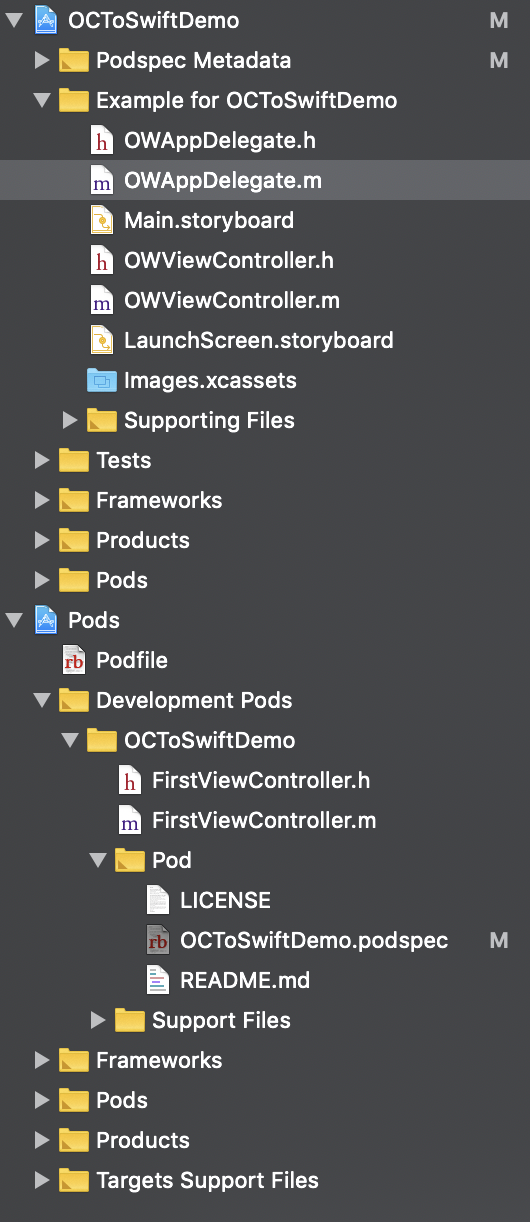 OCToSwiftDemo M
Podspec Metadata M
Example for OCToSwiftDemo
h OWAppDelegate.h
m OWAppDelegate.m
Main.storyboard
h OWViewController.h
m OWViewController.m
LaunchScreen.storyboard
Images.xcassets
Supporting Files
Tests
Frameworks
Products
Pods
Pods
rb Podfile
Development Pods
OCToSwiftDemo
h FirstViewController.h
m FirstViewController.m
Pod
LICENSE
rb OCToSwiftDemo.podspec M
README.md
Support Files
Frameworks
Pods
Products
Targets Support Files